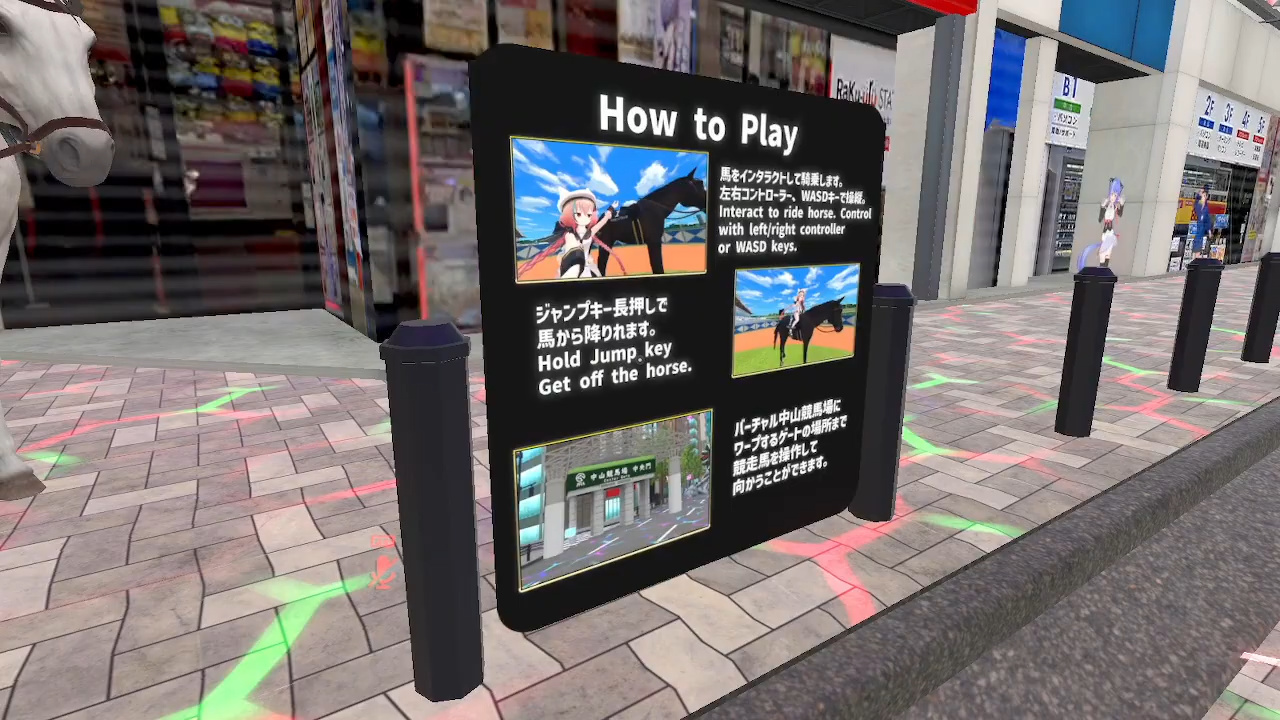 How to Play
馬をインタラクトして騎乗します。
左右コントローラー、WASDキーで操縦。
Interact to ride horse. Control
with left/right controller
or WASD keys.
ジャンプキー長押しで
馬から降りれます。
Hold Jump key
Get off the horse.
中山競馬場 中央門
バーチャル中山競馬場に
ワープするゲートの場所まで
競走馬を操作して
向かうことができます。
B1
パソコン
2F
3F
4F
5F